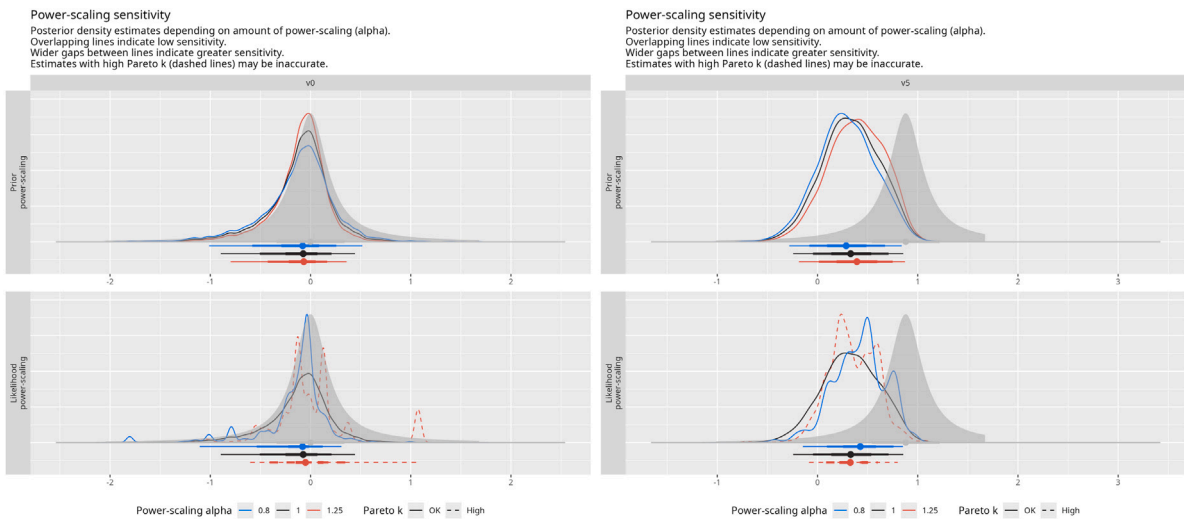 Power-scaling sensitivity
Posterior density estimates depending on amount of power-scaling (alpha).
Overlapping lines indicate low sensitivity.
Wider gaps between lines indicate greater sensitivity.
Estimates with high Pareto k (dashed lines) may be inaccurate.
v0
Prior
power-scaling
-2 -1 0 1 2
Likelihood
power-scaling
-2 -1 0 1 2
Power-scaling alpha 0.8 1 1.25 Pareto k OK High
Power-scaling sensitivity
Posterior density estimates depending on amount of power-scaling (alpha).
Overlapping lines indicate low sensitivity.
Wider gaps between lines indicate greater sensitivity.
Estimates with high Pareto k (dashed lines) may be inaccurate.
v5
Prior
power-scaling
-1 0 1 2 3
Likelihood
power-scaling
-1 0 1 2 3
Power-scaling alpha 0.8 1 1.25 Pareto k OK High